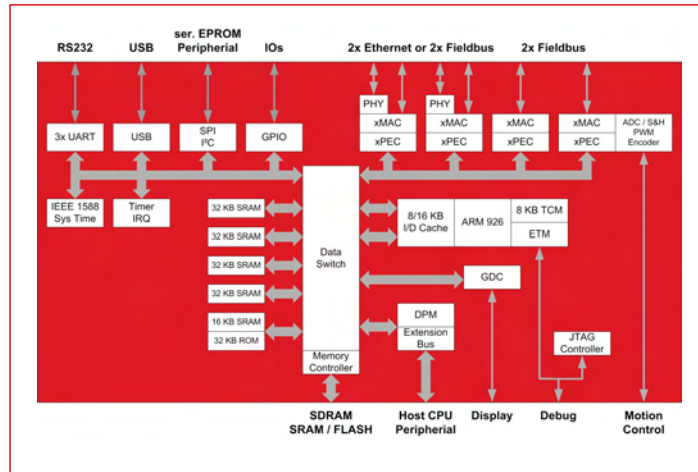 ser. EPROM
RS232 USB Peripherial IOs 2x Ethernet or 2x Fieldbus 2x Fieldbus
PHY PHY
3x UART USB SPI GPIO xMAC xMAC xMAC xMAC ADC / S&H
I²C xPEC xPEC xPEC xPEC PWM
Encoder
IEEE 1588 Timer
Sys Time IRQ
32 KB SRAM
32 KB SRAM
32 KB SRAM
32 KB SRAM
16 KB SRAM
32 KB ROM
Data
Switch
Memory
Controller
8/16 KB
I/D Cache
ARM 926
8 KB TCM
ETM
GDC
DPM
Extension
Bus
JTAG
Controller
SDRAM Host CPU Display Debug Motion
SRAM / FLASH Peripherial Control